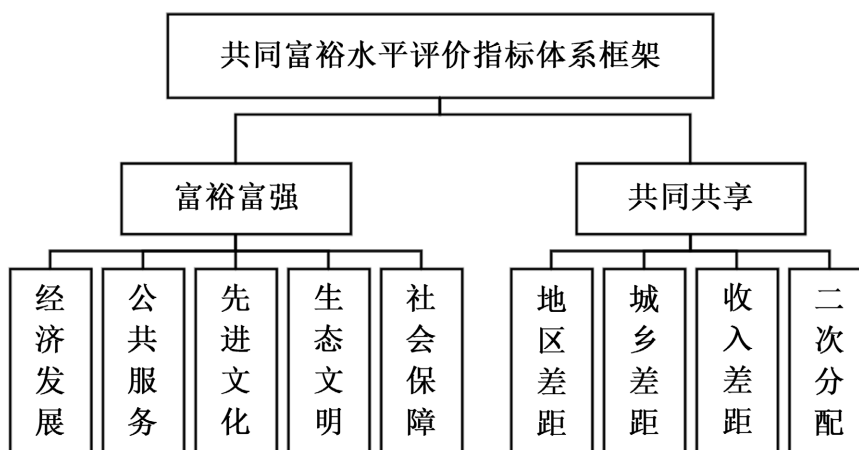 共同富裕水平评价指标体系框架
富裕富强
共同共享
经济发展
公共服务
先进文化
生态文明
社会保障
地区差距
城乡差距
收入差距
二次分配